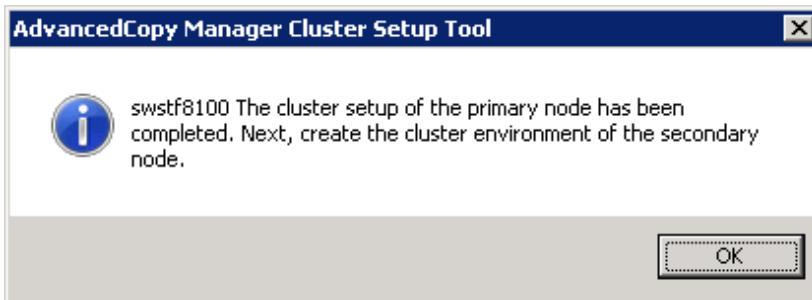 AdvancedCopy Manager Cluster Setup Tool
swstf8100 The cluster setup of the primary node has been
completed. Next, create the cluster environment of the secondary
node.
OK